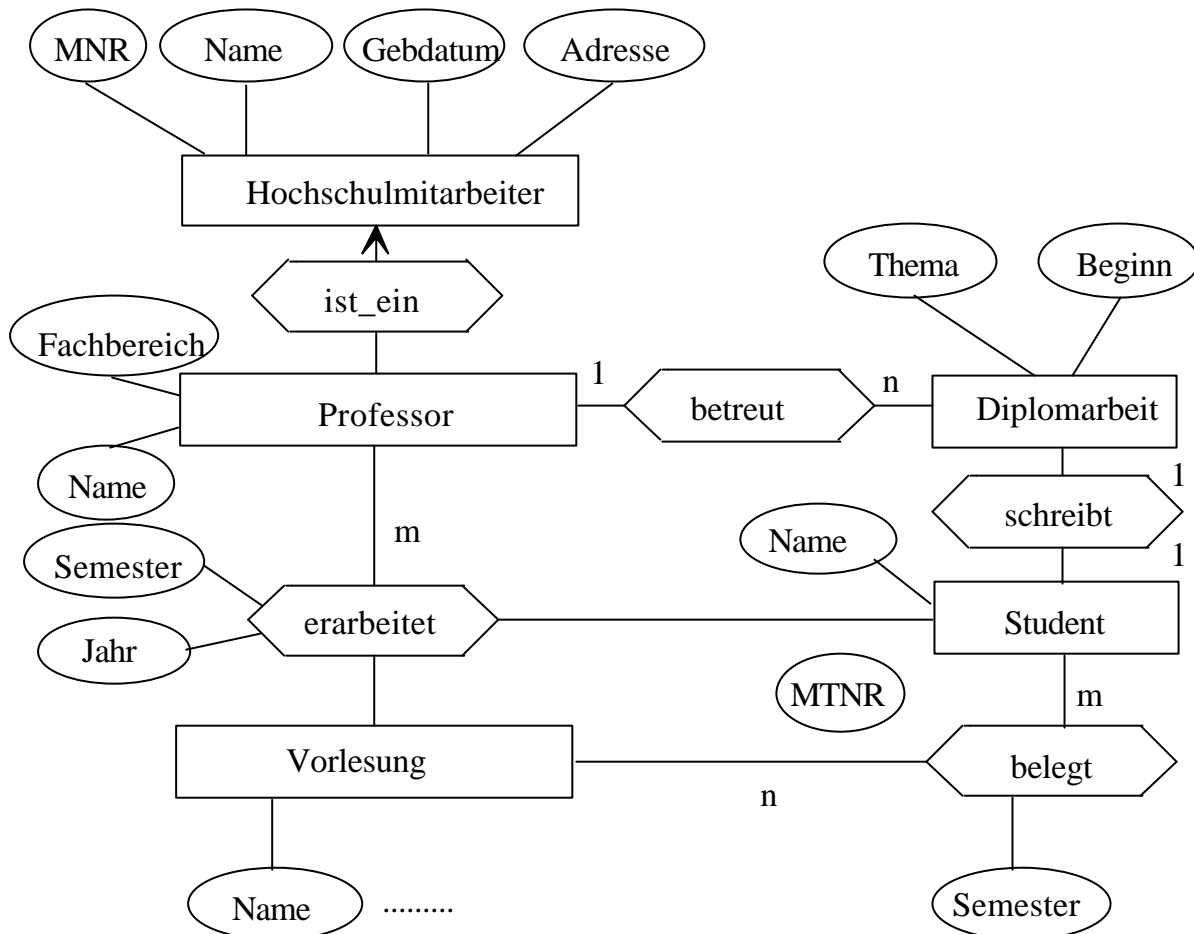 MNR Name Gebdatum Adresse
Hochschulmitarbeiter
Thema Beginn
ist_ein
Fachbereich
1 n
Professor betreut Diplomarbeit
Name 1
schreibt
m Name
Semester 1
erarbeitet Student
Jahr
MTNR m
Vorlesung belegt
n
Name ......... Semester